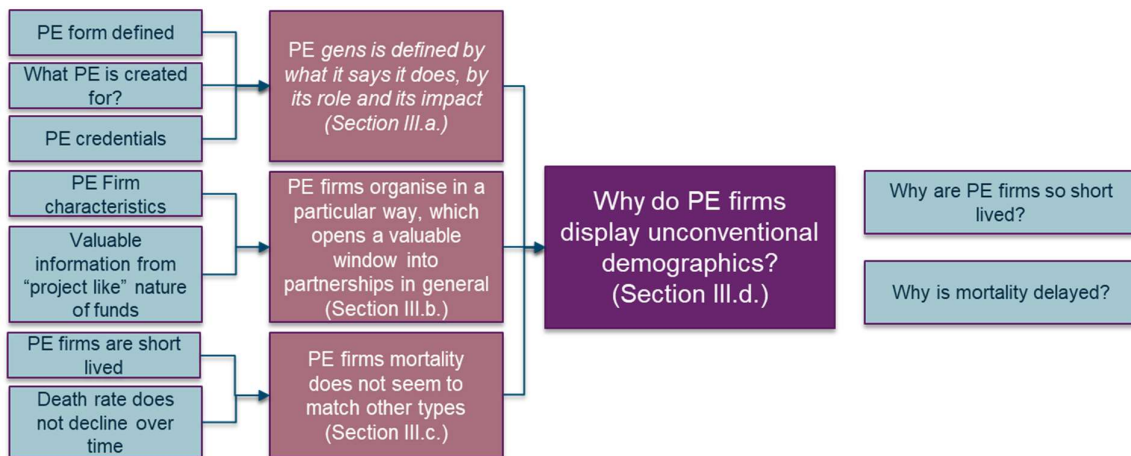 PE form defined
What PE is created
for?
PE credentials
PE Firm
characteristics
Valuable
information from
“project like” nature
of funds
PE firms are short
lived
Death rate does
not decline over
time
PE gens is defined by
what it says it does, by
its role and its impact
(Section III.a.)
PE firms organise in a
particular way, which
opens a valuable
window into
partnerships in general
(Section III.b.)
PE firms mortality
does not seem to
match other types
(Section III.c.)
Why do PE firms
display unconventional
demographics?
(Section III.d.)
Why are PE firms so short
lived?
Why is mortality delayed?